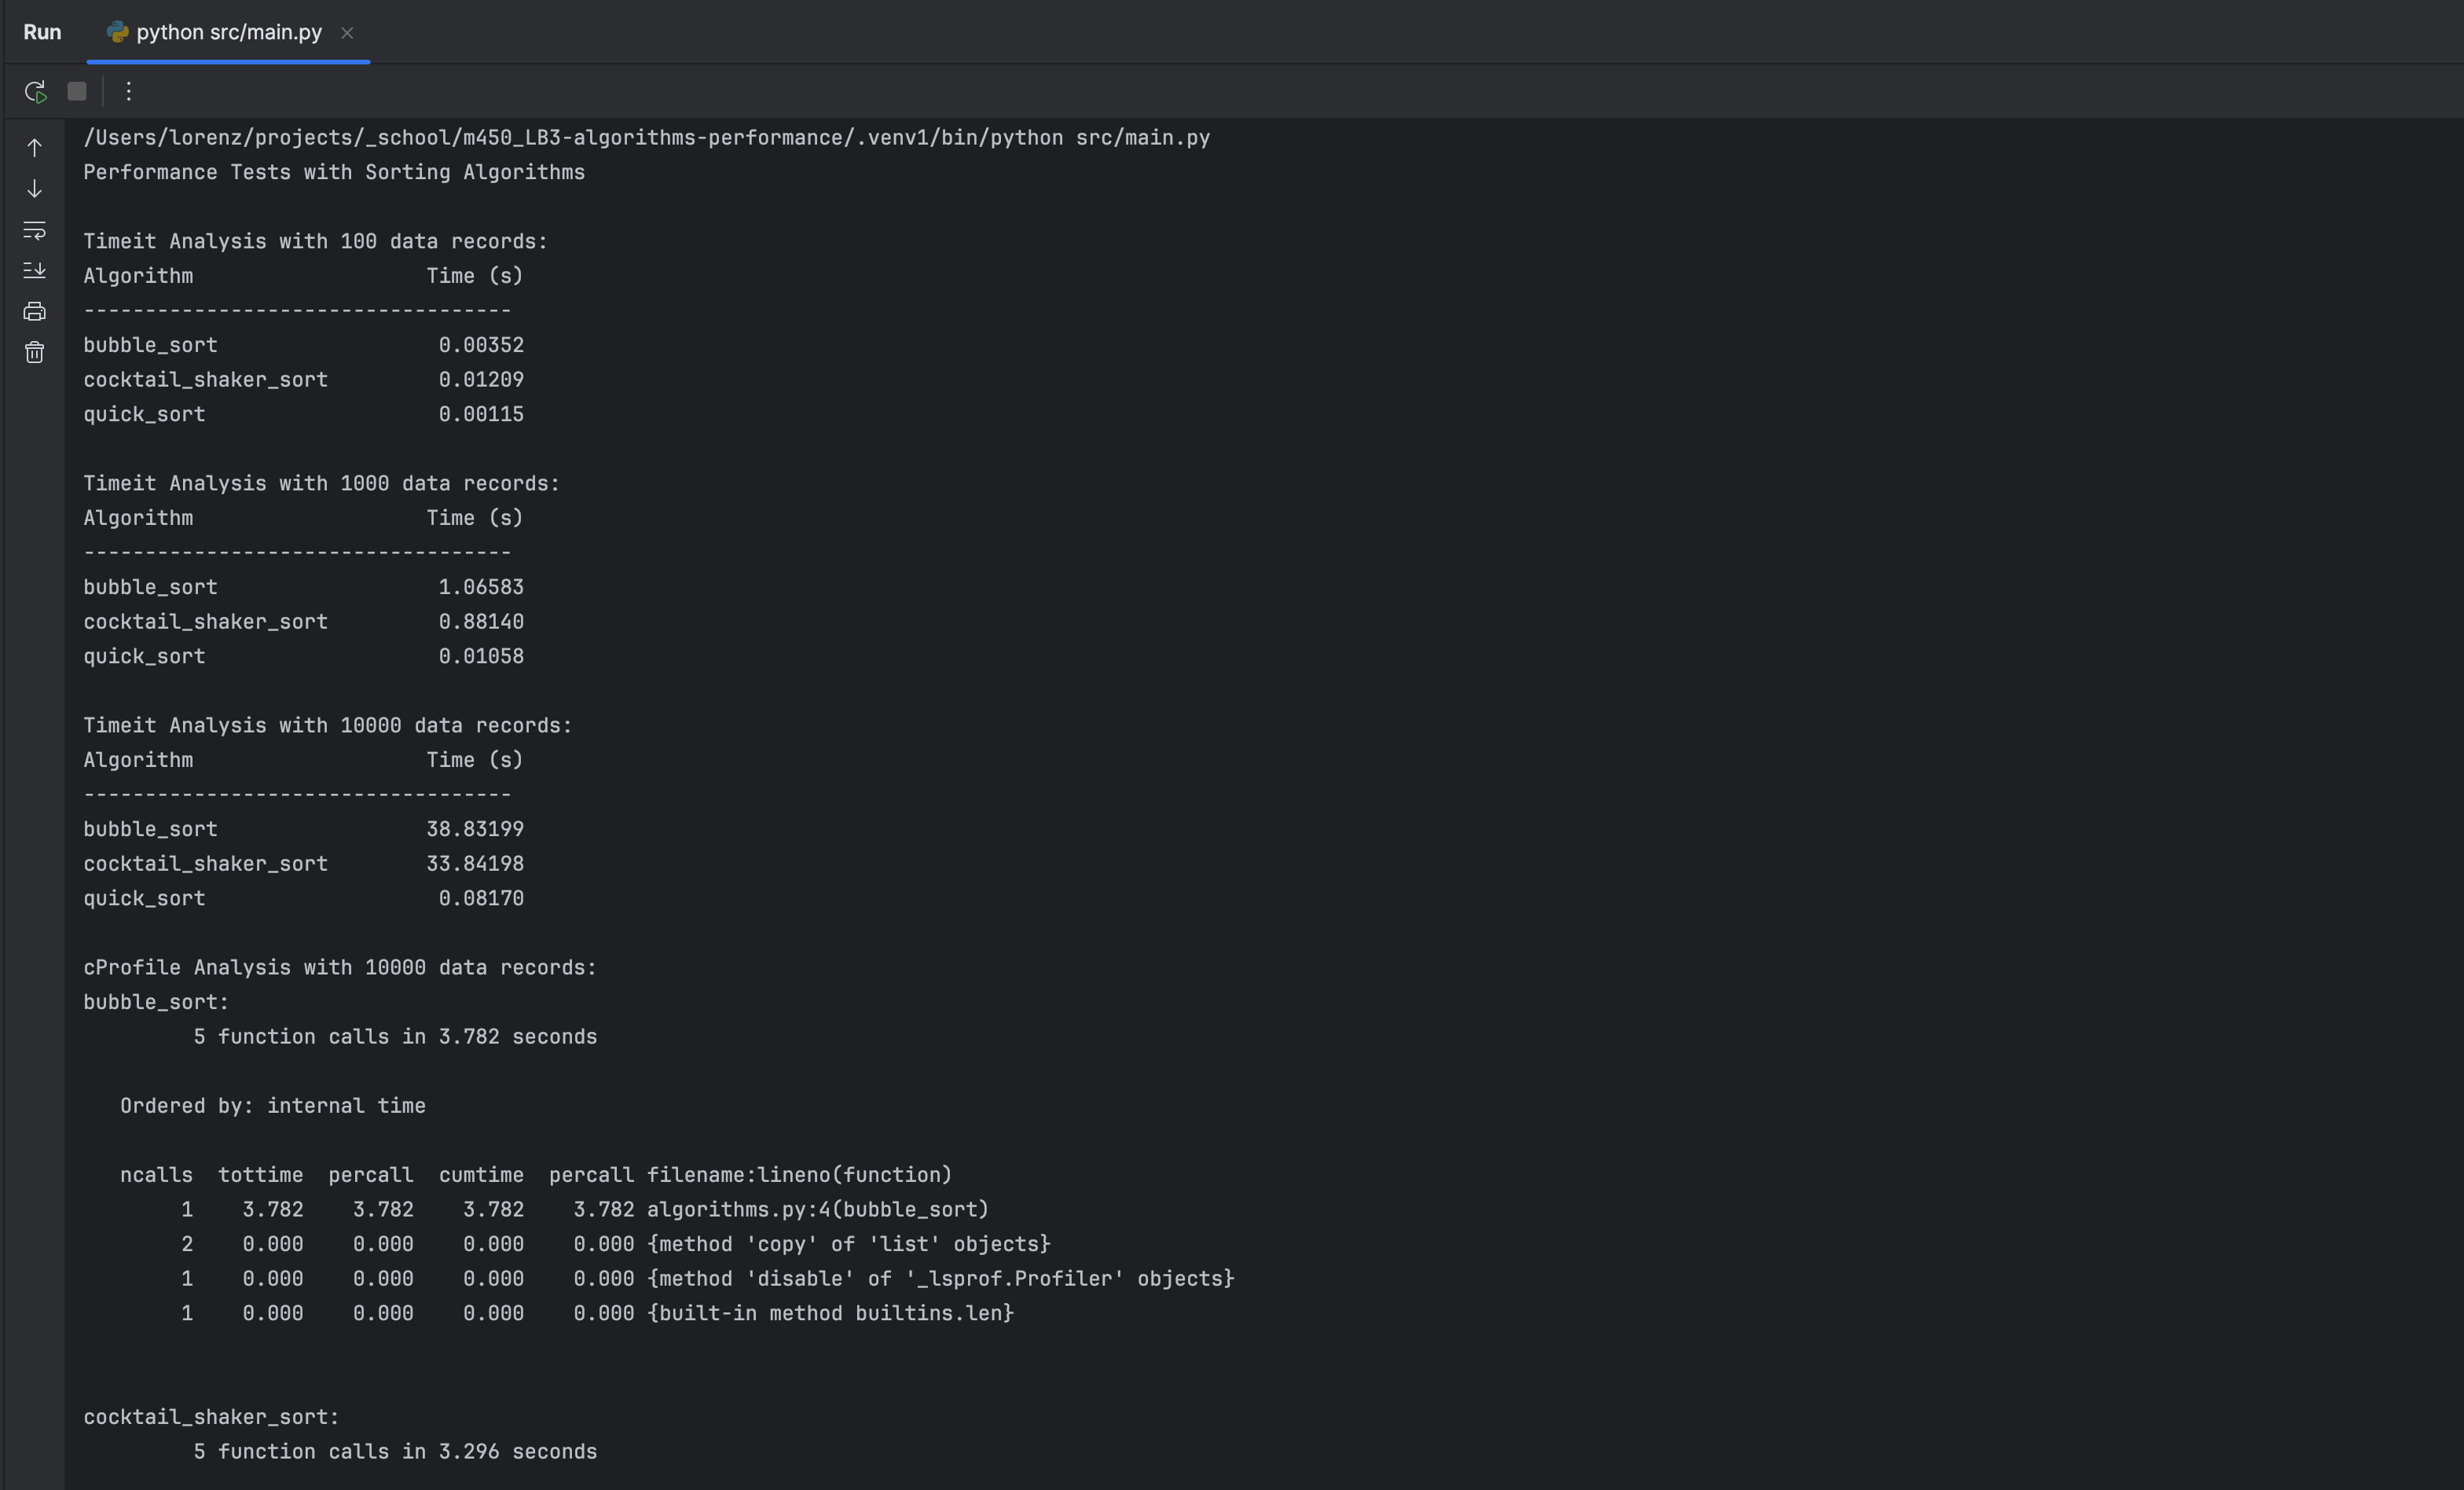 Run python src/main.py
/Users/lorenz/projects/_school/m450_LB3-algorithms-performance/.venv1/bin/python src/main.py
Performance Tests with Sorting Algorithms
Timeit Analysis with 100 data records:
Algorithm                   Time (s)
-----------------------------------
bubble_sort                  0.00352
cocktail_shaker_sort         0.01209
quick_sort                   0.00115
Timeit Analysis with 1000 data records:
Algorithm                   Time (s)
-----------------------------------
bubble_sort                  1.06583
cocktail_shaker_sort         0.88140
quick_sort                   0.01058
Timeit Analysis with 10000 data records:
Algorithm                   Time (s)
-----------------------------------
bubble_sort                 38.83199
cocktail_shaker_sort        33.84198
quick_sort                   0.08170
cProfile Analysis with 10000 data records:
bubble_sort:
         5 function calls in 3.782 seconds
   Ordered by: internal time
   ncalls  tottime  percall  cumtime  percall filename:lineno(function)
        1    3.782    3.782    3.782    3.782 algorithms.py:4(bubble_sort)
        2    0.000    0.000    0.000    0.000 {method 'copy' of 'list' objects}
        1    0.000    0.000    0.000    0.000 {method 'disable' of '_lsprof.Profiler' objects}
        1    0.000    0.000    0.000    0.000 {built-in method builtins.len}
cocktail_shaker_sort:
         5 function calls in 3.296 seconds